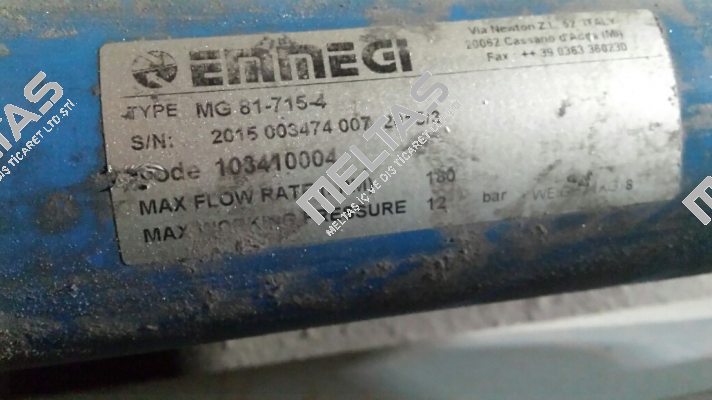 EMMEGI
Via Newton Z.I. 57 ITALY
20062 Cassano d'Adda (MI)
Fax : ++ 39 0363 360230
TYPE MG 81-715-4
S/N: 2015 003474 007
Code 103410004
MAX FLOW RATE 180
MAX WORKING PRESSURE 12 bar
MELTAS
MELTAS İÇ VE DIŞ TİCARET LTD ŞTİ